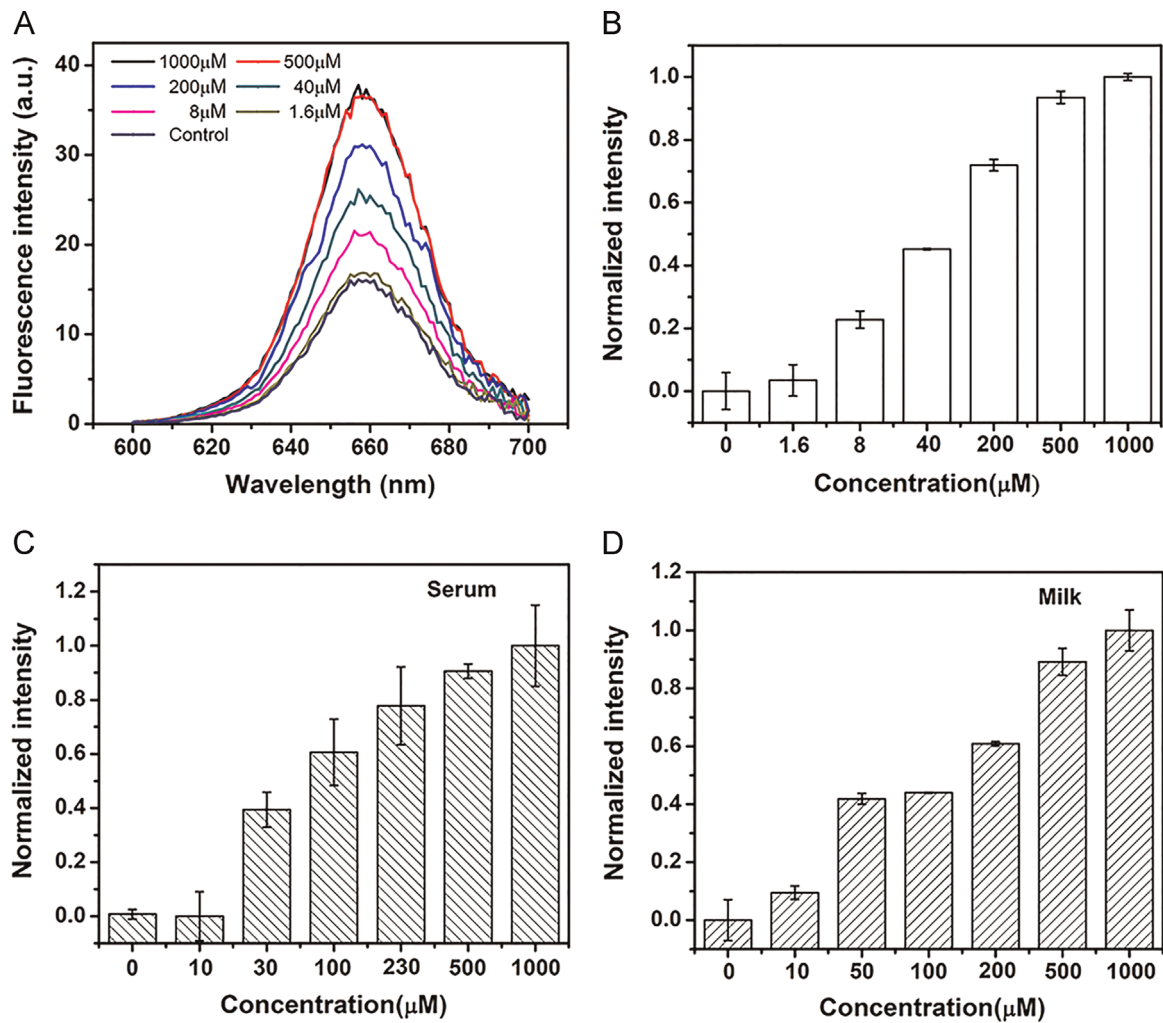 A
Fluorescence intensity (a.u.)
40
30
20
10
0
1000μM 500μM
200μM 40μM
8μM 1.6μM
Control
600 620 640 660 680 700
Wavelength (nm)
B
Normalized intensity
1.0
0.8
0.6
0.4
0.2
0.0
0 1.6 8 40 200 500 1000
Concentration(μM)
C
Normalized intensity
1.2
1.0
0.8
0.6
0.4
0.2
0.0
Serum
0 10 30 100 230 500 1000
Concentration(μM)
D
Normalized intensity
1.2
1.0
0.8
0.6
0.4
0.2
0.0
Milk
0 10 50 100 200 500 1000
Concentration(μM)